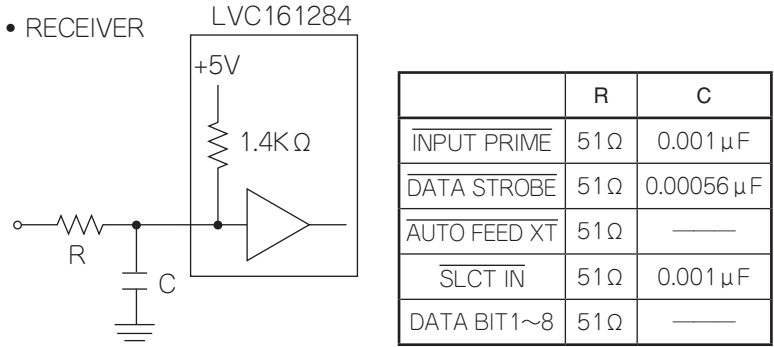 LVC161284
• RECEIVER
+5V
1.4KΩ
R
C
R C
INPUT PRIME 51Ω 0.001μF
DATA STROBE 51Ω 0.00056μF
AUTO FEED XT 51Ω ———
SLCT IN 51Ω 0.001μF
DATA BIT1～8 51Ω ———